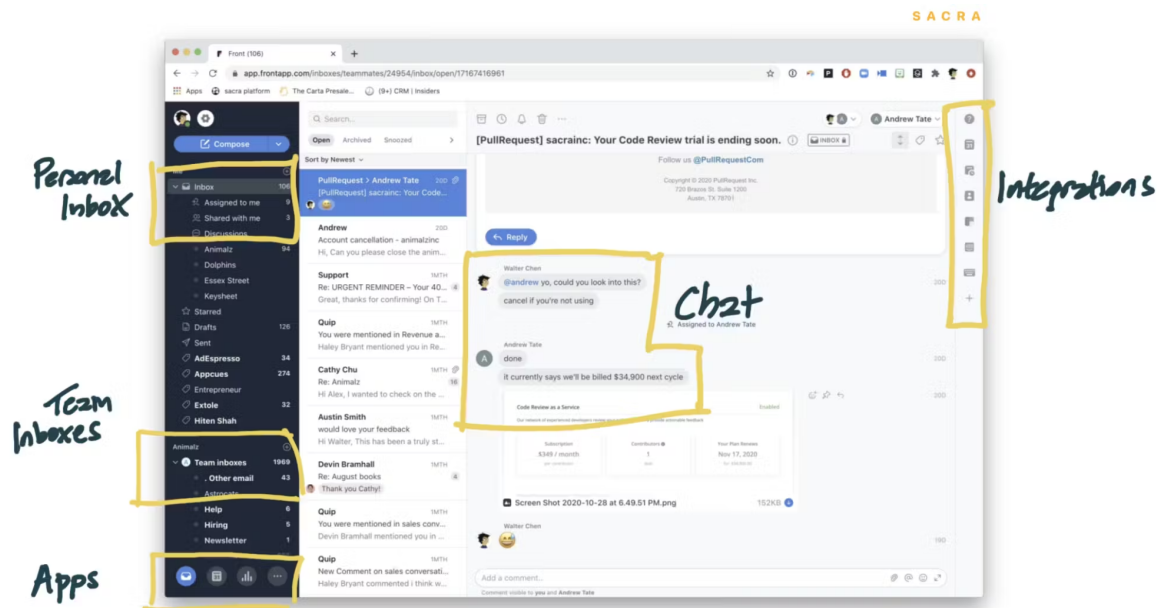 SACRA
Front (106)
app.frontapp.com/inboxes/teammates/24954/inbox/open/17167416961
Apps
sacra platform
The Carta Presale...
(9+) CRM | Insiders
Compose
Inbox 106
Assigned to me 9
Shared with me 3
Discussions
Animalz 94
Dolphins
Essex Street
Keysheet
Starred
Drafts 126
Sent
AdEspresso 34
Appcues 274
Entrepreneur
Extole 32
Hiten Shah
Animalz
Team inboxes 1969
. Other email 43
Astrocats
Help 6
Hiring 5
Newsletter 1
Personal
Inbox
Team
Inboxes
Apps
Search...
Open
Archived
Snoozed
Sort by Newest
PullRequest > Andrew Tate 20D
[PullRequest] sacrainc: Your Code...
Andrew 20D
Account cancellation - animalzinc
Hi, Can you please close the anim...
Support 1MTH
Re: URGENT REMINDER – Your 40... 4
Great, thanks for confirming! On T...
Quip 1MTH
You were mentioned in Revenue a...
Haley Bryant mentioned you in Re...
Cathy Chu 1MTH
Re: Animalz 16
Hi Alex, I wanted to check on the ...
Austin Smith 1MTH
would love your feedback
Hi Walter, This has been a truly st...
Devin Bramhall 1MTH
Re: August books 4
Thank you Cathy!
Quip 1MTH
You were mentioned in sales conv...
Devin Bramhall mentioned you in ...
Quip 1MTH
New Comment on sales conversati...
Haley Bryant commented i think w...
Andrew Tate
[PullRequest] sacrainc: Your Code Review trial is ending soon.
INBOX
Follow us @PullRequestCom
Copyright © 2020 PullRequest Inc.
720 Brazos St. Suite 1200
Austin, TX 78701
Reply
Walter Chen
@andrew yo, could you look into this? 20D
cancel if you're not using
Chat
Assigned to Andrew Tate
Andrew Tate
done 20D
it currently says we'll be billed $34,900 next cycle
20D
Code Review as a Service Enabled
Subscription
$349 / month
Contributors
1
Your Plan Renews
Nov 17, 2020
Screen Shot 2020-10-28 at 6.49.51 PM.png 152KB
Walter Chen
19D
Add a comment...
Comment visible to you and Andrew Tate
Integrations